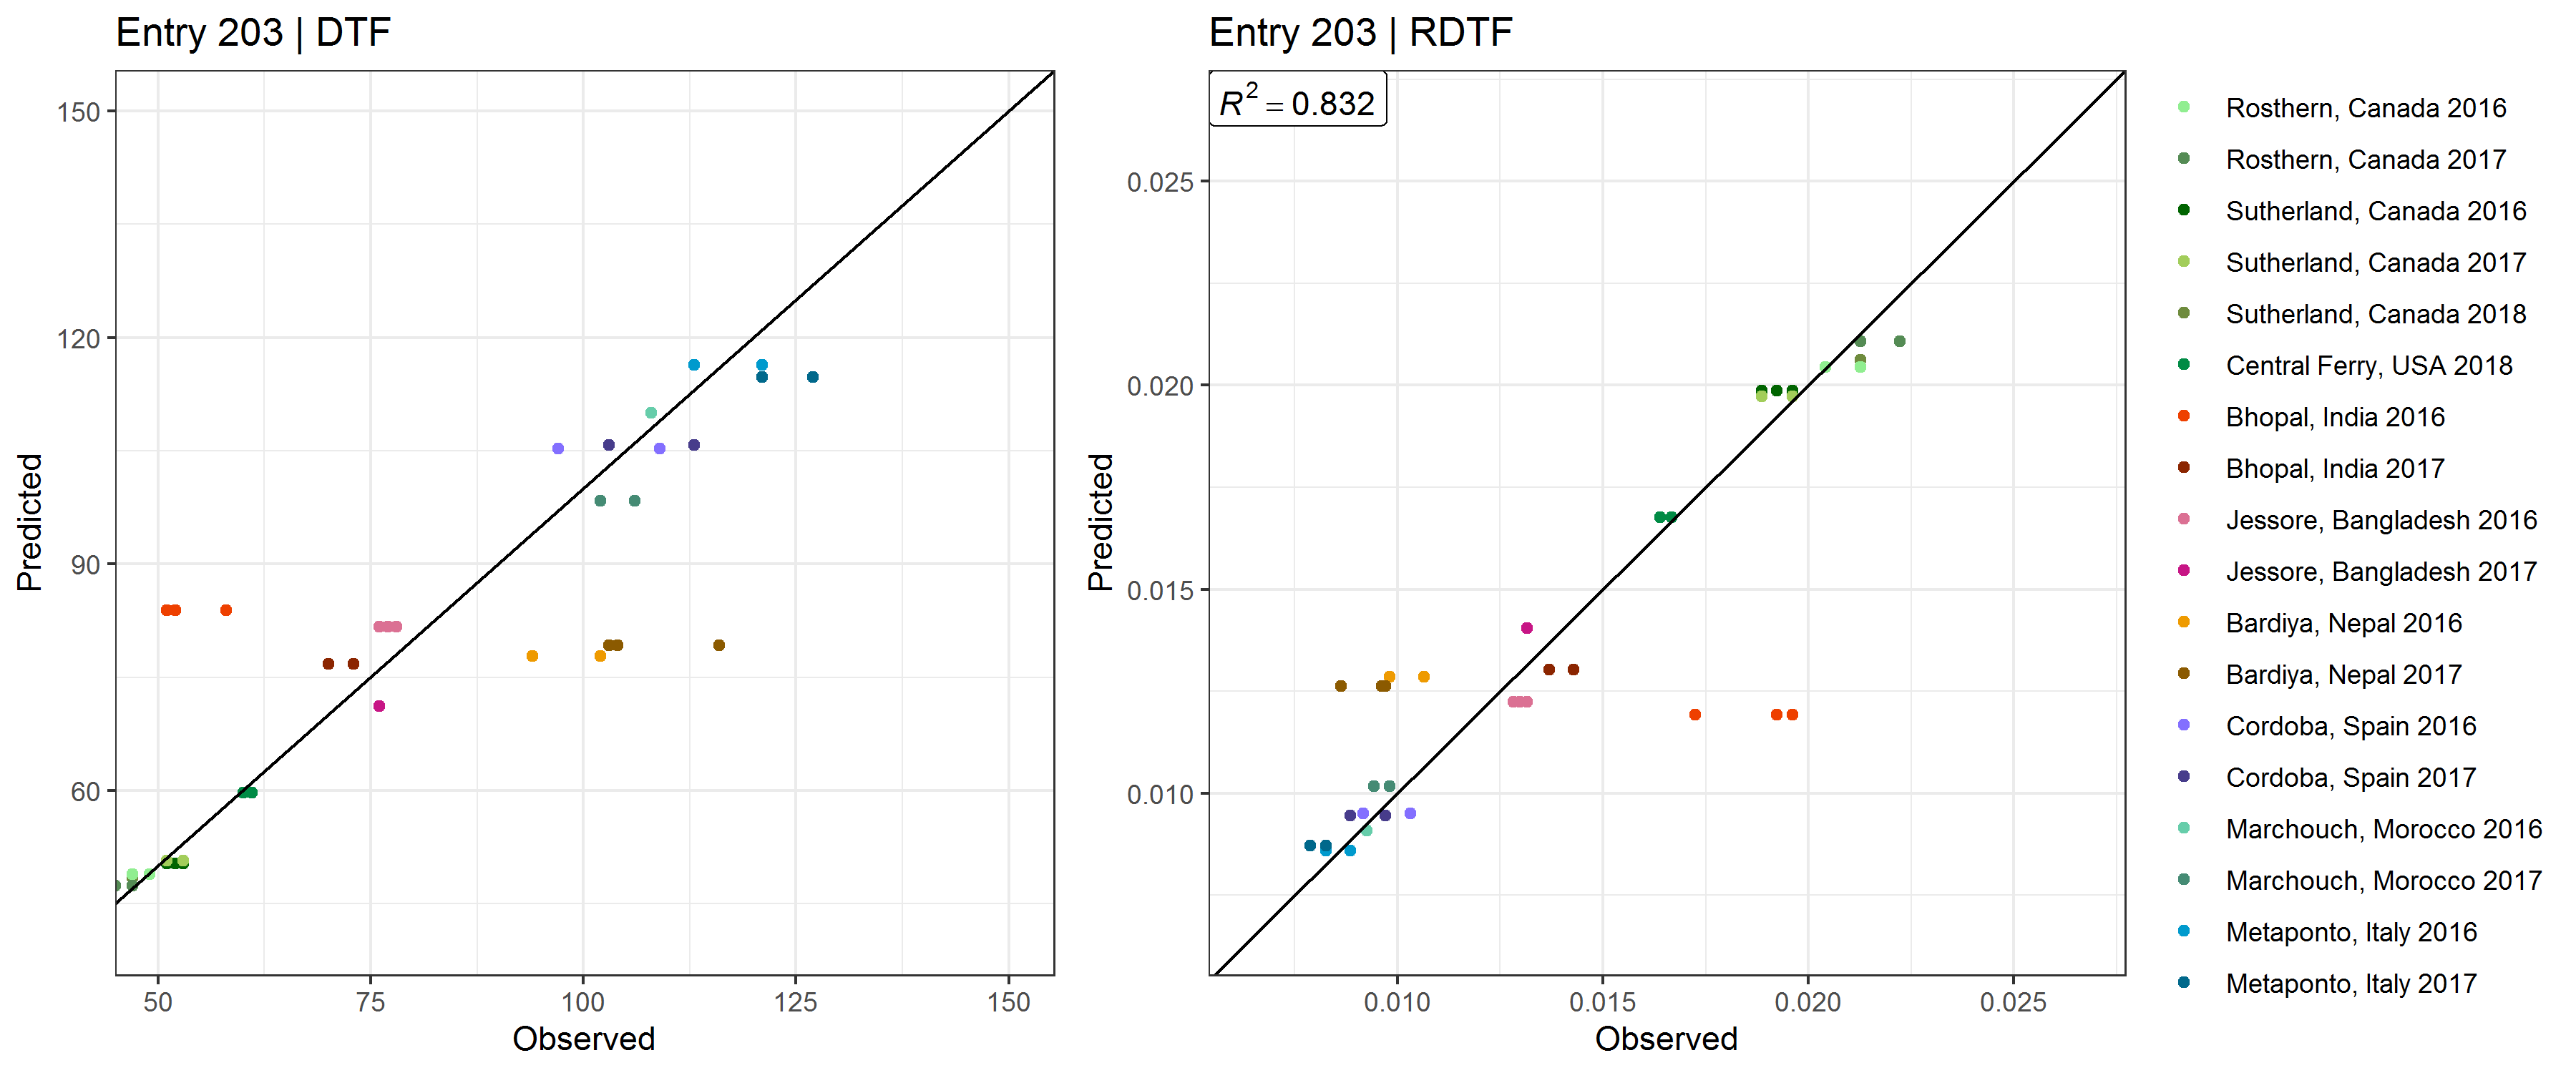 Entry 203 | DTF
150
120
90
60
Predicted
50 75 100 125 150
Observed
Entry 203 | RDTF
R² = 0.832
0.025
0.020
0.015
0.010
Predicted
0.010 0.015 0.020 0.025
Observed
Rosthern, Canada 2016
Rosthern, Canada 2017
Sutherland, Canada 2016
Sutherland, Canada 2017
Sutherland, Canada 2018
Central Ferry, USA 2018
Bhopal, India 2016
Bhopal, India 2017
Jessore, Bangladesh 2016
Jessore, Bangladesh 2017
Bardiya, Nepal 2016
Bardiya, Nepal 2017
Cordoba, Spain 2016
Cordoba, Spain 2017
Marchouch, Morocco 2016
Marchouch, Morocco 2017
Metaponto, Italy 2016
Metaponto, Italy 2017